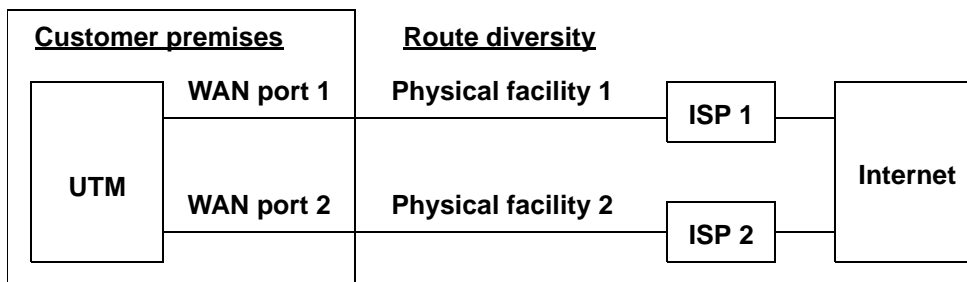 Customer premises
Route diversity
WAN port 1
Physical facility 1
ISP 1
UTM
Internet
WAN port 2
Physical facility 2
ISP 2